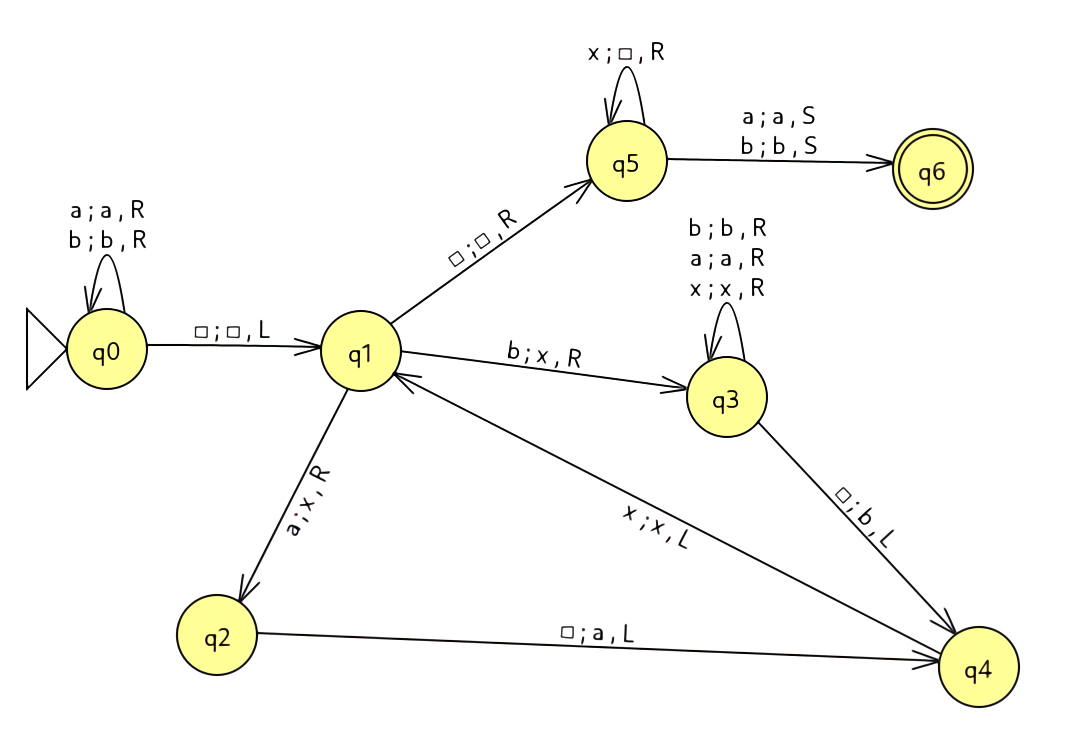 x;□,R
a;a,S
b;b,S
q5
q6
a;a,R
b;b,R
□;□,R
b;b,R
a;a,R
x;x,R
□;□,L
q0
q1
b;x,R
q3
a;x,R
x;x,L
□;b,L
q2
□;a,L
q4